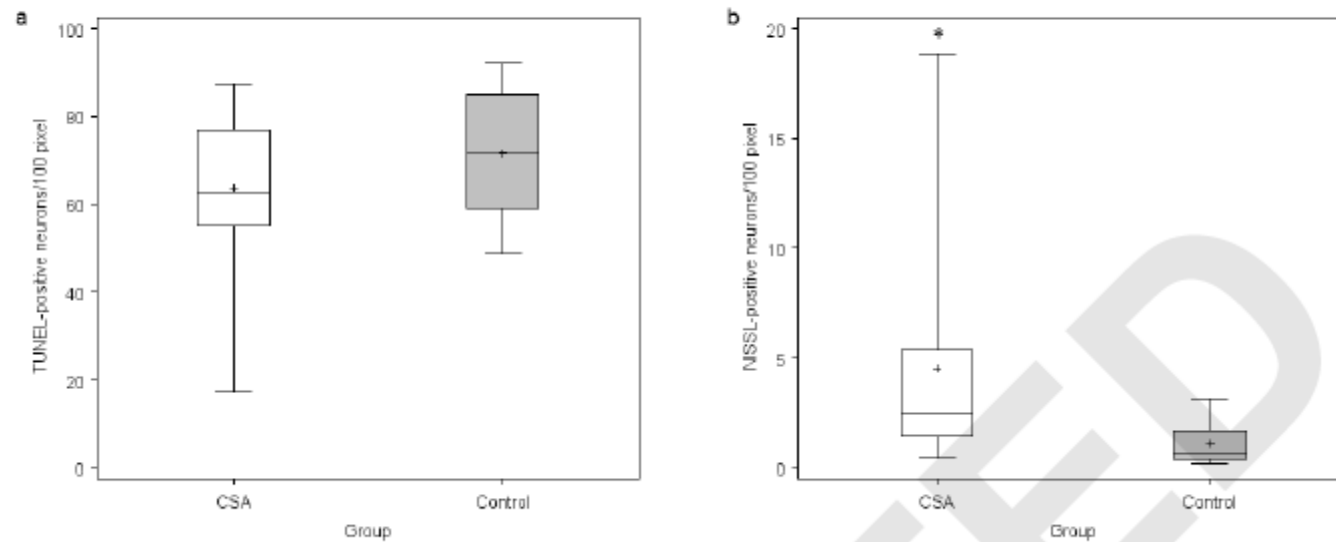 a
100
80
60
40
20
0
TUNEL-positive neurons/100 pixel
CSA
Control
Group
b
*
20
15
10
5
0
NISSL-positive neurons/100 pixel
CSA
Control
Group
ED